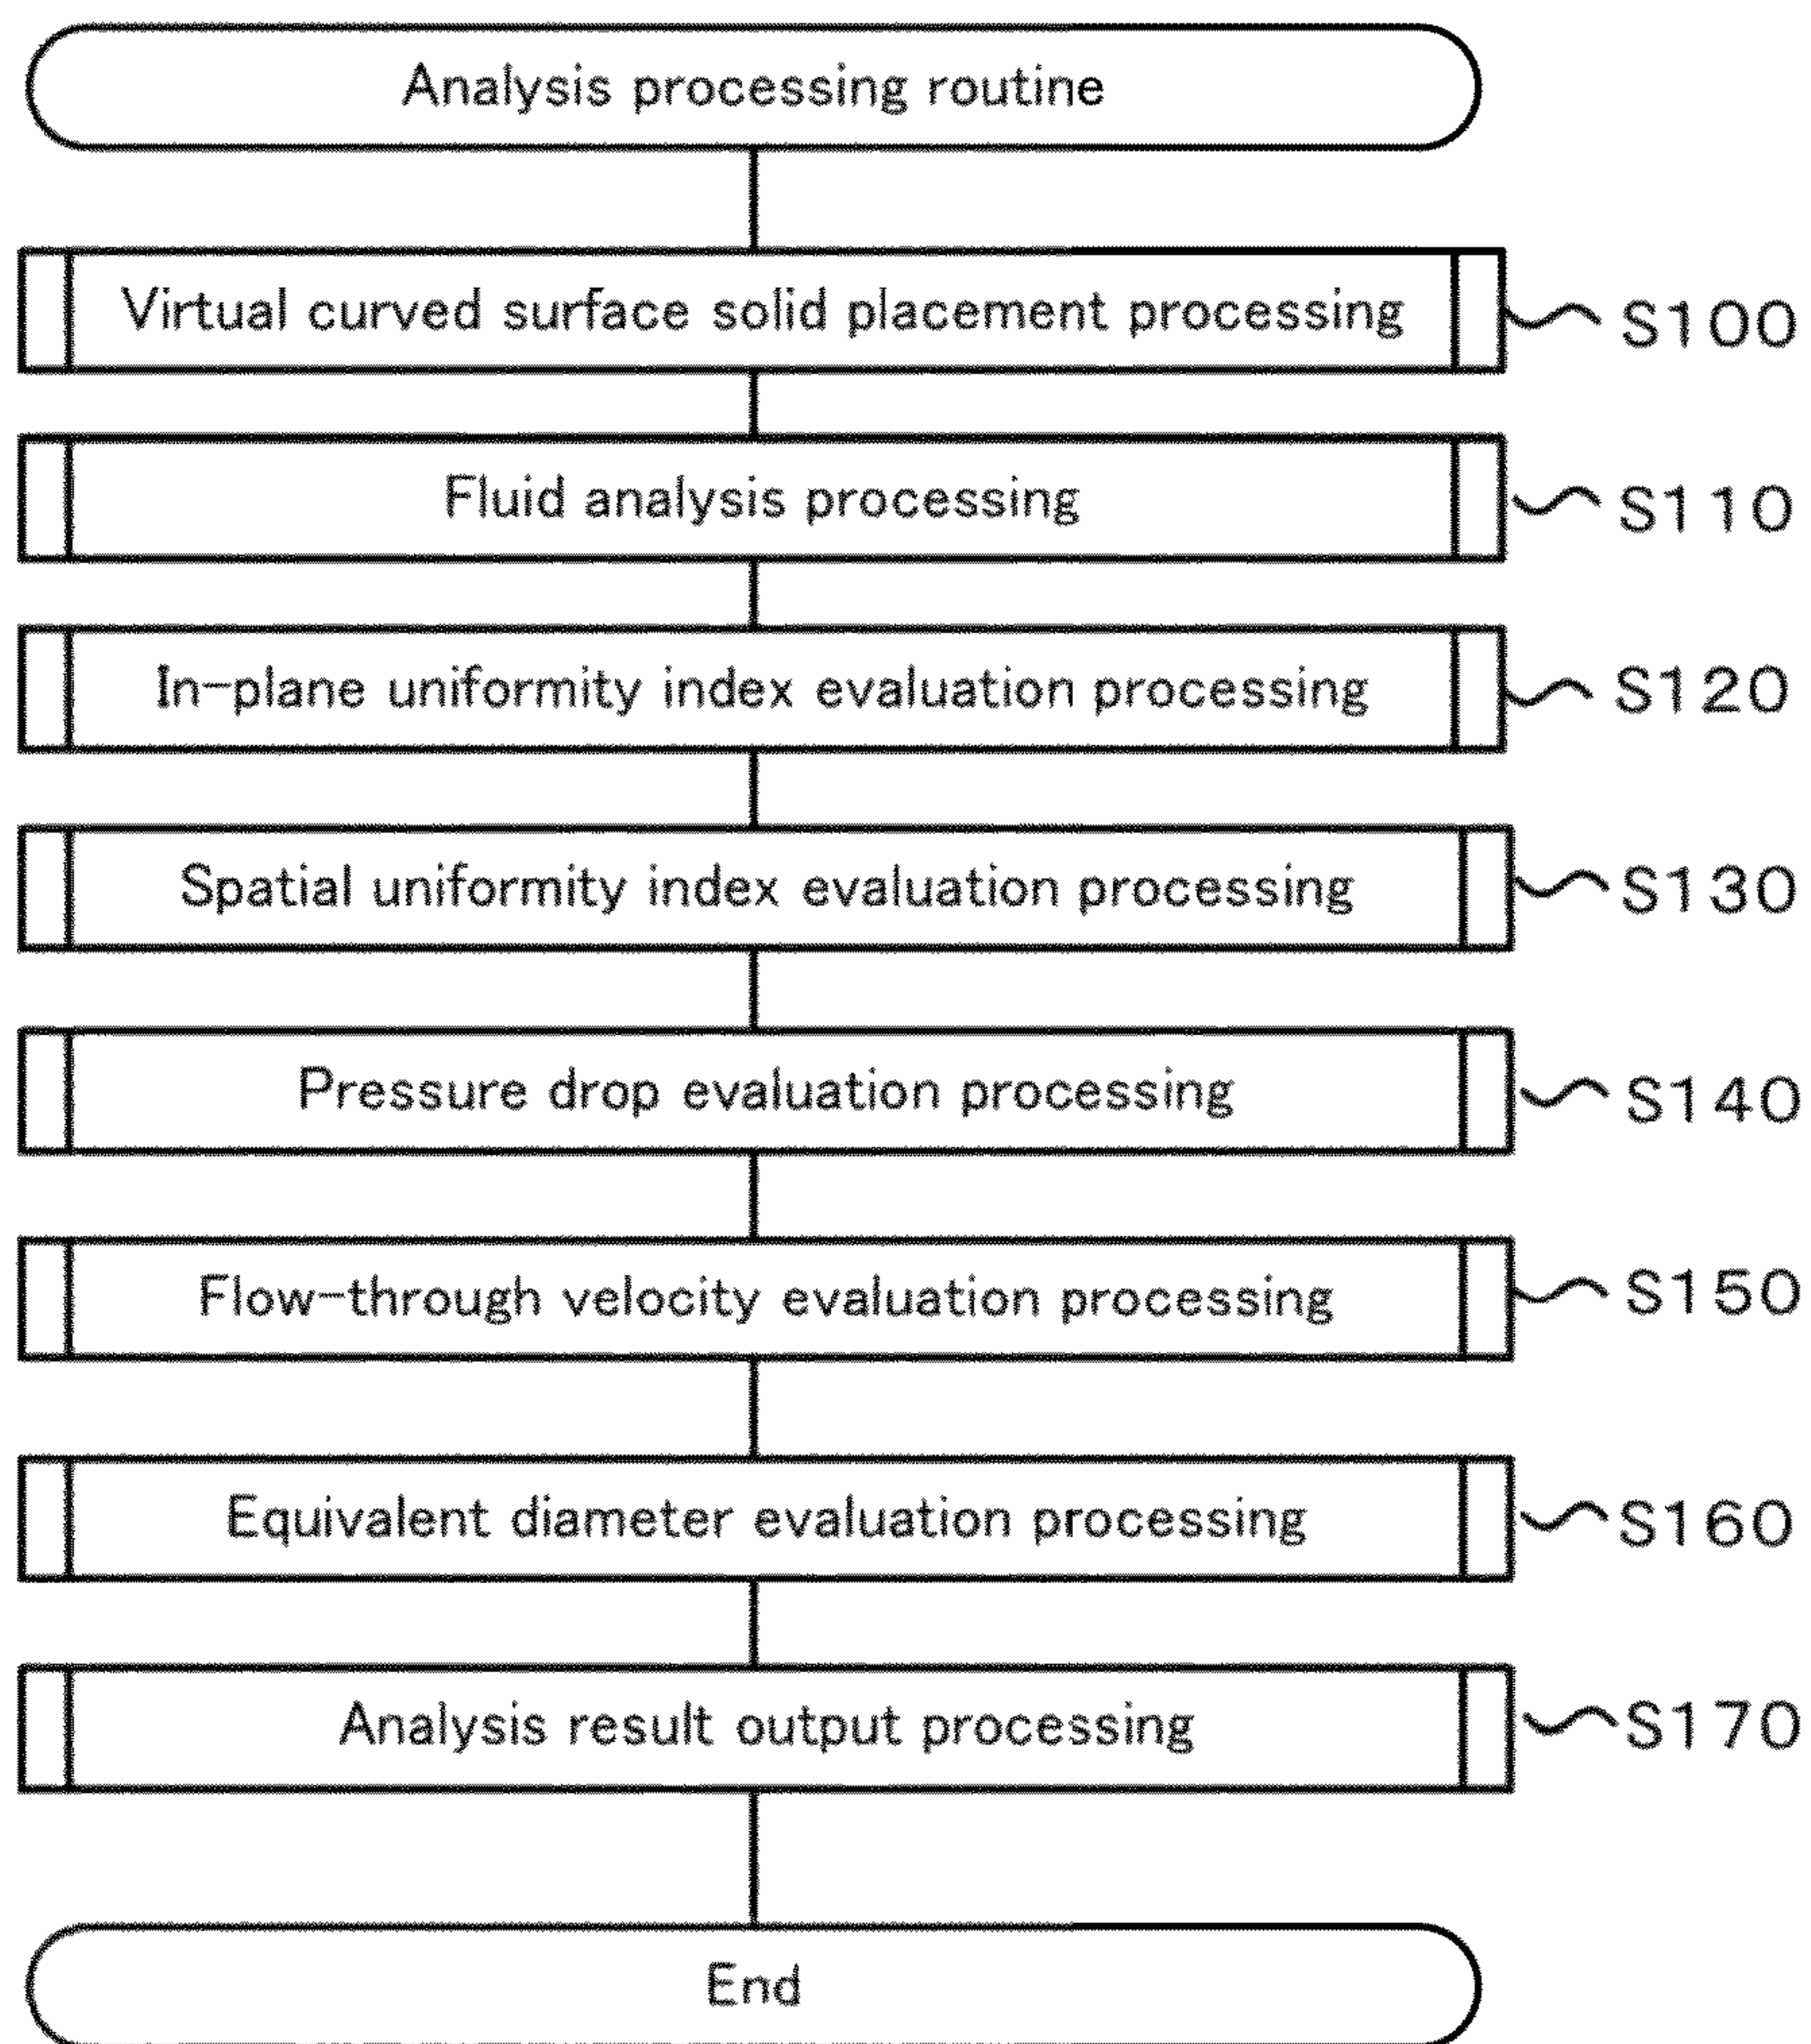 Analysis processing routine
Virtual curved surface solid placement processing
S100
Fluid analysis processing
S110
In-plane uniformity index evaluation processing
S120
Spatial uniformity index evaluation processing
S130
Pressure drop evaluation processing
S140
Flow-through velocity evaluation processing
S150
Equivalent diameter evaluation processing
S160
Analysis result output processing
S170
End